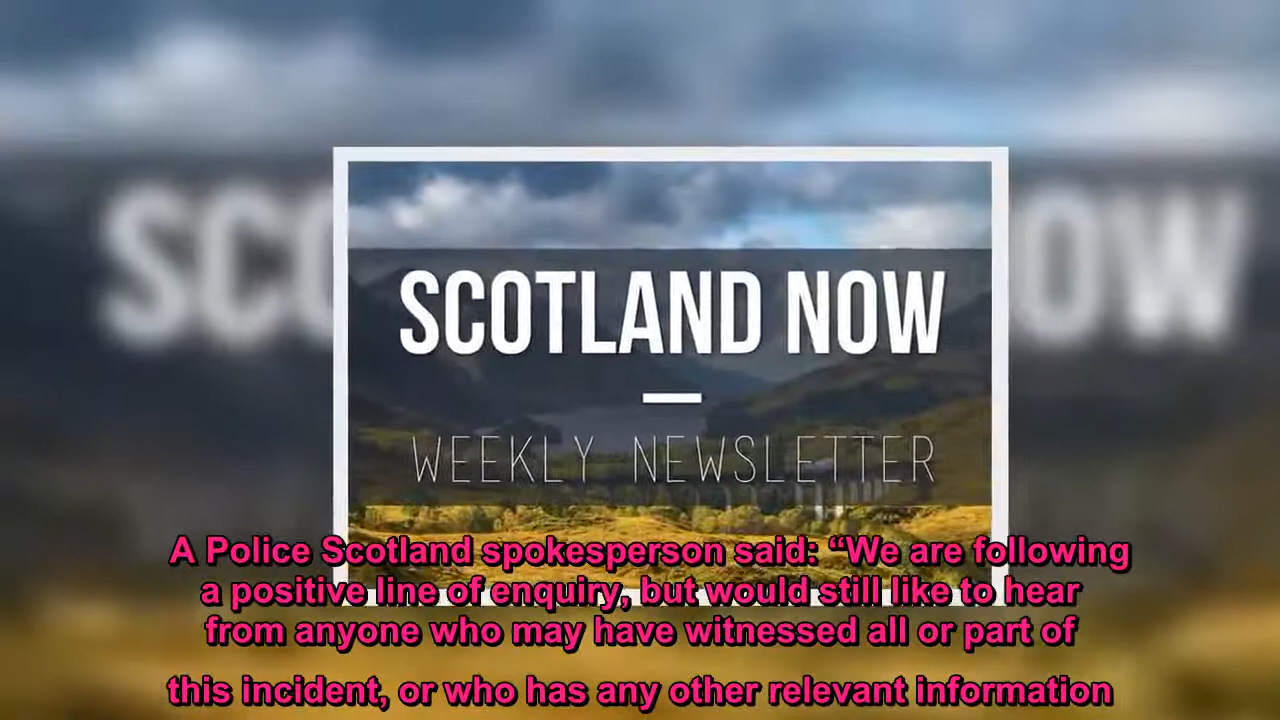 SCOTLAND NOW
WEEKLY NEWSLETTER
A Police Scotland spokesperson said: “We are following
a positive line of enquiry, but would still like to hear
from anyone who may have witnessed all or part of
this incident, or who has any other relevant information